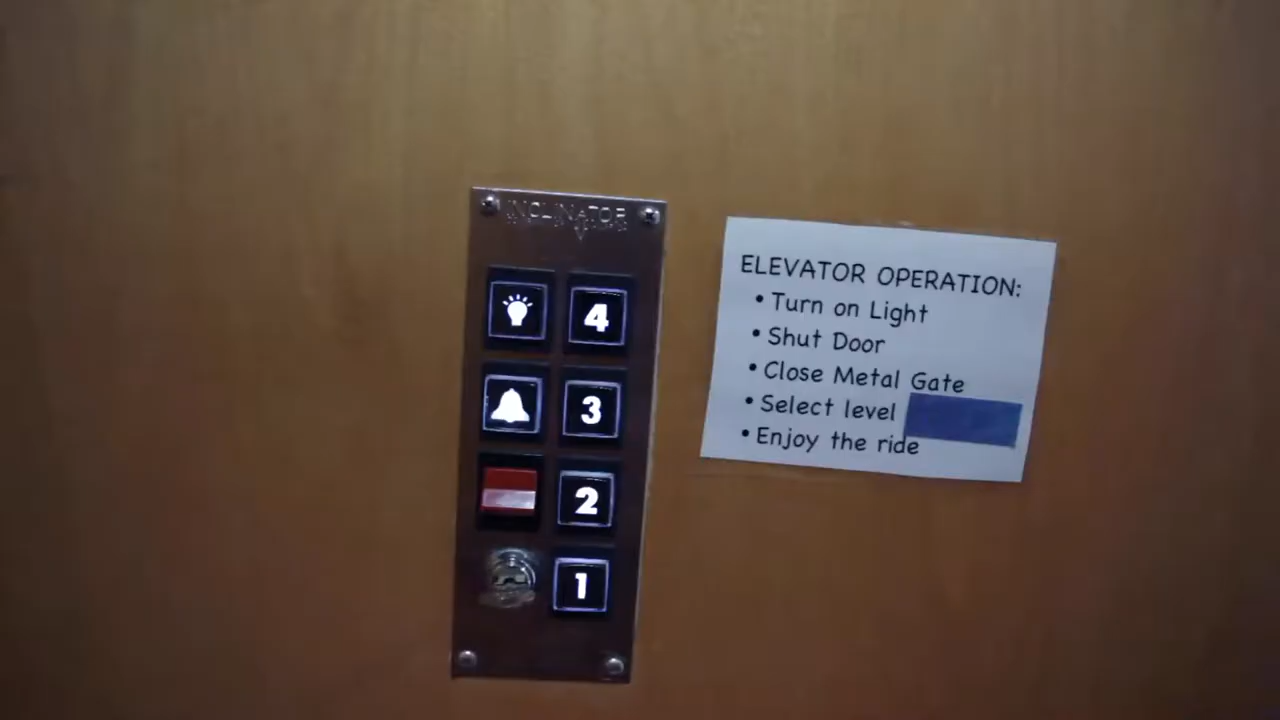 INCLINATOR
4
3
2
1
ELEVATOR OPERATION:
• Turn on Light
• Shut Door
• Close Metal Gate
• Select level
• Enjoy the ride